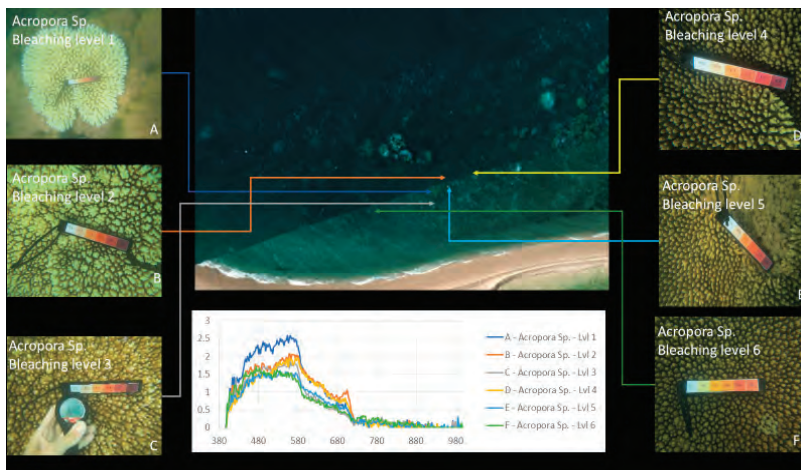 Acropora Sp.
Bleaching level 1
A
Acropora Sp.
Bleaching level 2
B
Acropora Sp.
Bleaching level 3
C
Acropora Sp.
Bleaching level 4
D
Acropora Sp.
Bleaching level 5
E
Acropora Sp.
Bleaching level 6
F
3
2.5
2
1.5
1
0.5
0
380
480
580
680
780
880
980
A - Acropora Sp. - Lvl 1
B - Acropora Sp. - Lvl 2
C - Acropora Sp. - Lvl 3
D - Acropora Sp. - Lvl 4
E - Acropora Sp. - Lvl 5
F - Acropora Sp. - Lvl 6